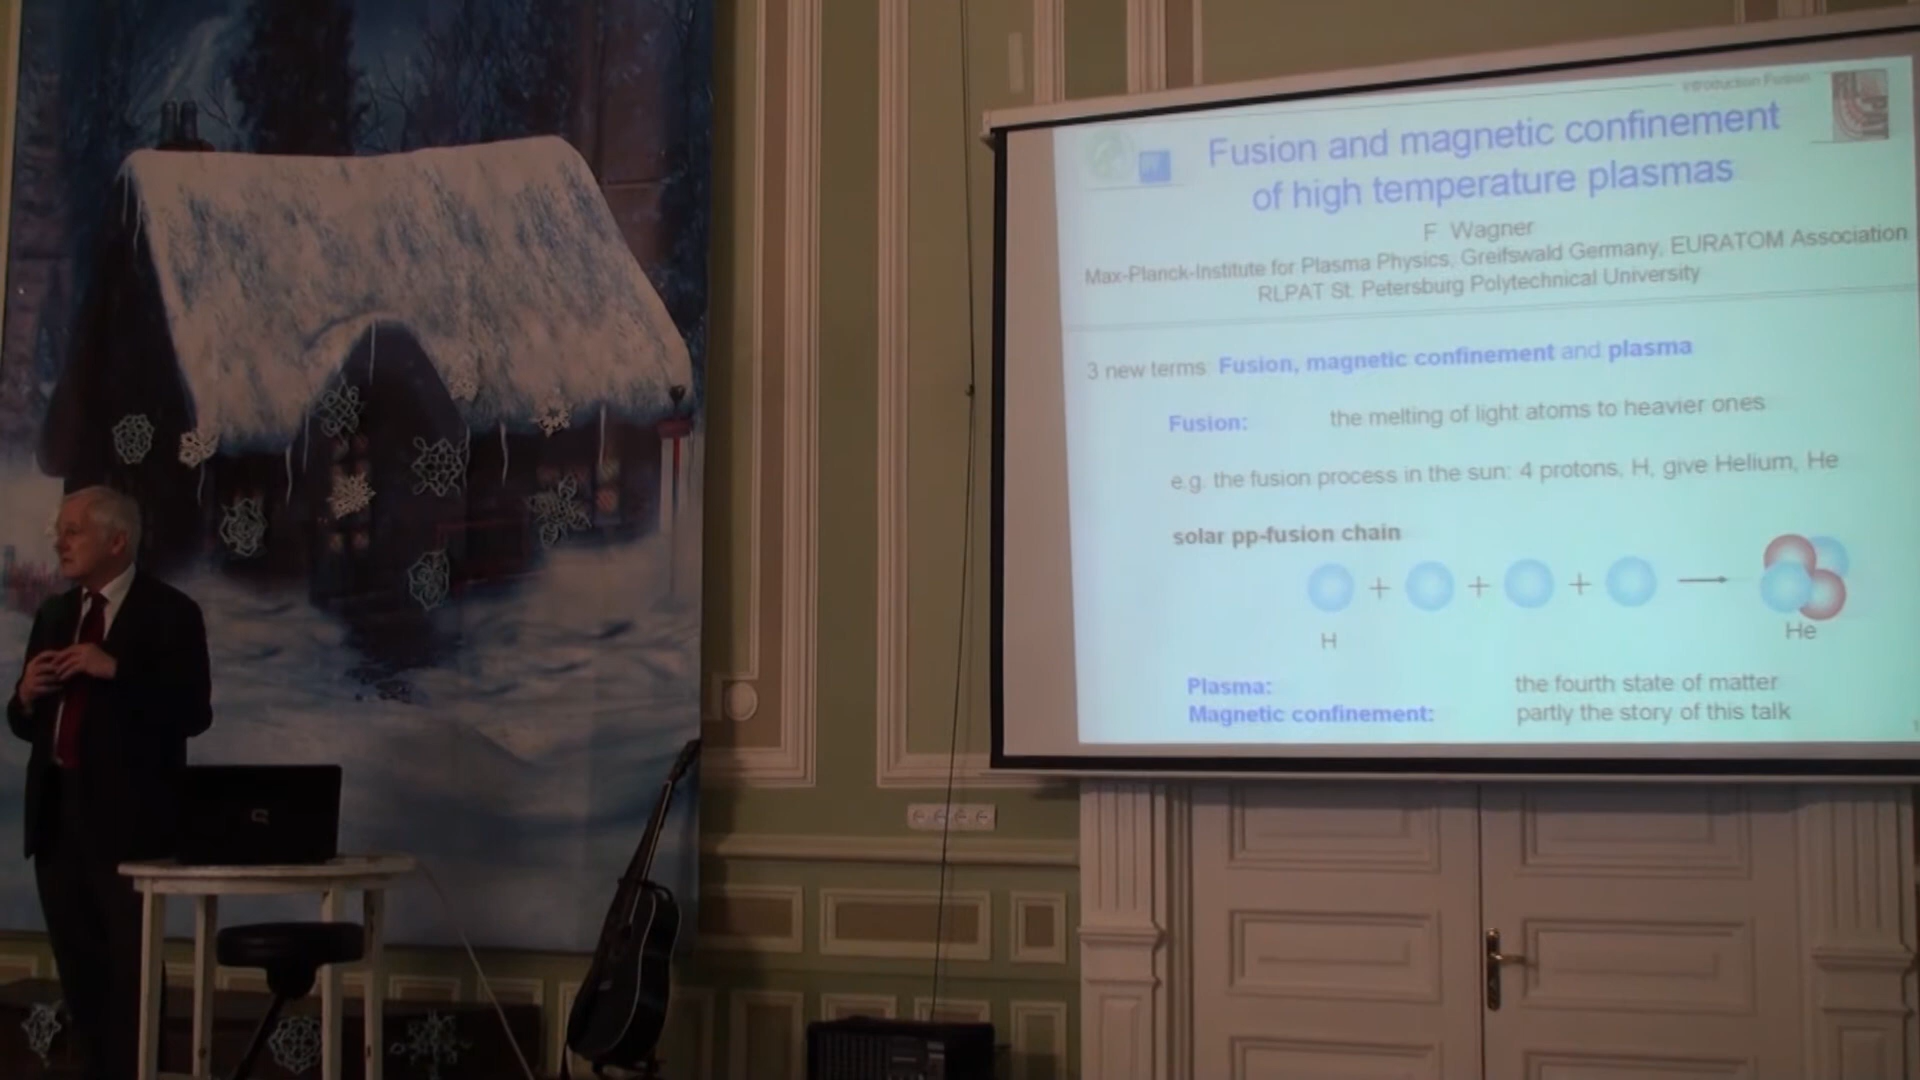 Introduction Fusion
Fusion and magnetic confinement
of high temperature plasmas
F Wagner
Max-Planck-Institute for Plasma Physics, Greifswald Germany, EURATOM Association
RLPAT St. Petersburg Polytechnical University
3 new terms: Fusion, magnetic confinement and plasma
Fusion: the melting of light atoms to heavier ones
e.g. the fusion process in the sun: 4 protons, H, give Helium, He
solar pp-fusion chain
+ + +
H He
Plasma: the fourth state of matter
Magnetic confinement: partly the story of this talk